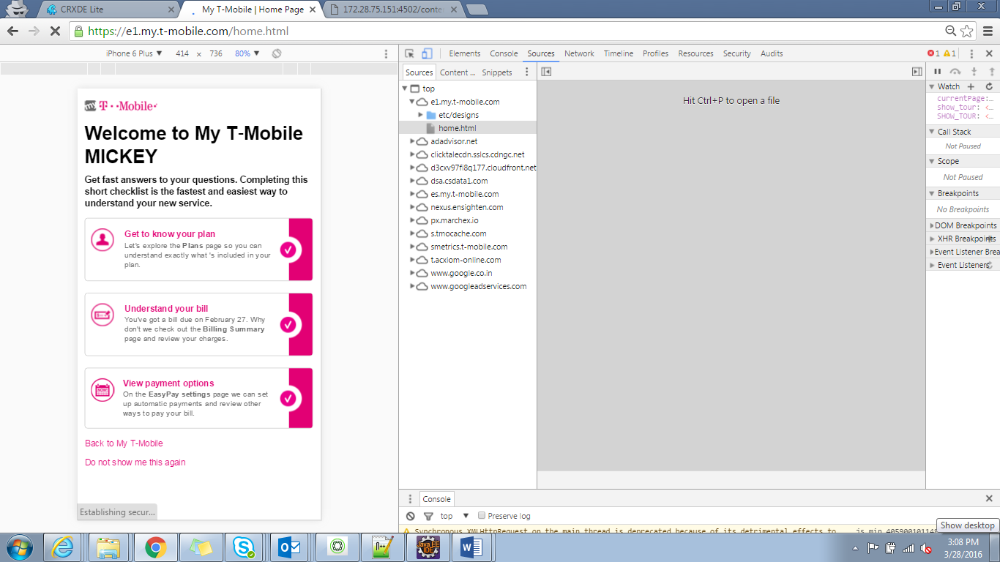 CRXDE Lite
My T-Mobile | Home Page
172.28.75.151:4502/conte
https://e1.my.t-mobile.com/home.html
iPhone 6 Plus ▼ 414 × 736 80% ▼
Elements Console Sources Network Timeline Profiles Resources Security Audits
1 1
Sources Content ... Snippets
top
e1.my.t-mobile.com
etc/designs
home.html
adadvisor.net
clicktalecdn.sslcs.cdngc.net
d3cxv97fi8q177.cloudfront.net
dsa.csdata1.com
es.my.t-mobile.com
nexus.ensighten.com
px.marchex.io
s.tmocache.com
smetrics.t-mobile.com
t.acxiom-online.com
www.google.co.in
www.googleadservices.com
Hit Ctrl+P to open a file
Watch
currentPage:...
show_tour: <...
SHOW_TOUR: <...
Call Stack
Not Paused
Scope
Not Paused
Breakpoints
No Breakpoints
DOM Breakpoints
XHR Breakpoints
Event Listener Brea
Event Listeners
my T··Mobile·
Welcome to My T-Mobile
MICKEY
Get fast answers to your questions. Completing this
short checklist is the fastest and easiest way to
understand your new service.
Get to know your plan
Let's explore the Plans page so you can
understand exactly what 's included in your
plan.
Understand your bill
You've got a bill due on February 27. Why
don't we check out the Billing Summary
page and review your charges.
NOW!
View payment options
On the EasyPay settings page we can set
up automatic payments and review other
ways to pay your bill.
Back to My T-Mobile
Do not show me this again
Establishing secur...
Console
top ▼ Preserve log
Synchronous XMLHttpRequest on the main thread is deprecated because of its detrimental effects to
Show desktop
Java EE
IDE
3:08 PM
3/28/2016